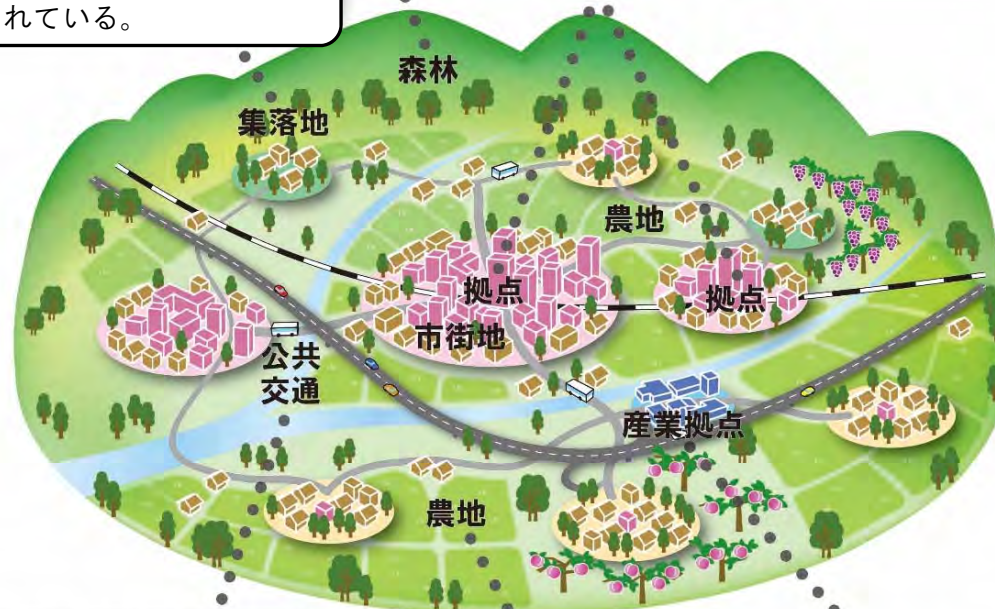 れている。
森林
集落地
農地
拠点
拠点
市街地
公共
交通
産業拠点
農地